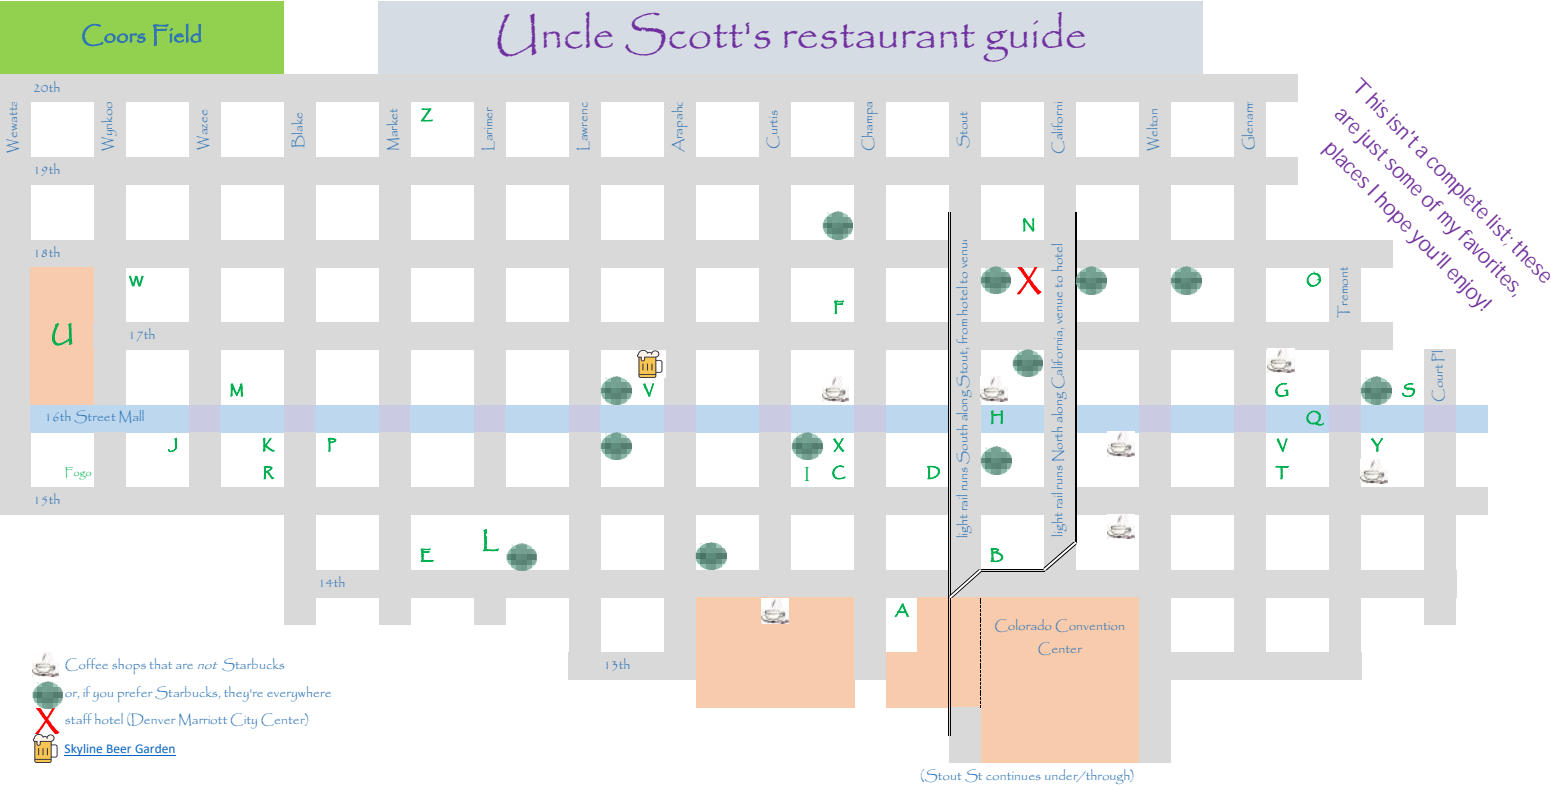 Coors Field
Uncle Scott's restaurant guide
20th
Wewatta
Wynkoo
Wazee
Blake
Market
Z
Larimer
Lawrenc
Arapaho
Curtis
Champa
Stout
Californi
Welton
Glenarm
This isn't a complete list; these
are just some of my favorites,
places I hope you'll enjoy!
19th
N
18th
W
F
X
O
Tremont
U
17th
light rail runs South along Stout, from hotel to venu
light rail runs North along California, venue to hotel
M
V
G
S
Court Pl
16th Street Mall
H
Q
J
K
P
X
V
Y
Fogo
R
I
C
D
T
15th
E
L
B
14th
A
Colorado Convention
Center
13th
Coffee shops that are not Starbucks
or, if you prefer Starbucks, they're everywhere
X staff hotel (Denver Marriott City Center)
Skyline Beer Garden
(Stout St continues under/through)